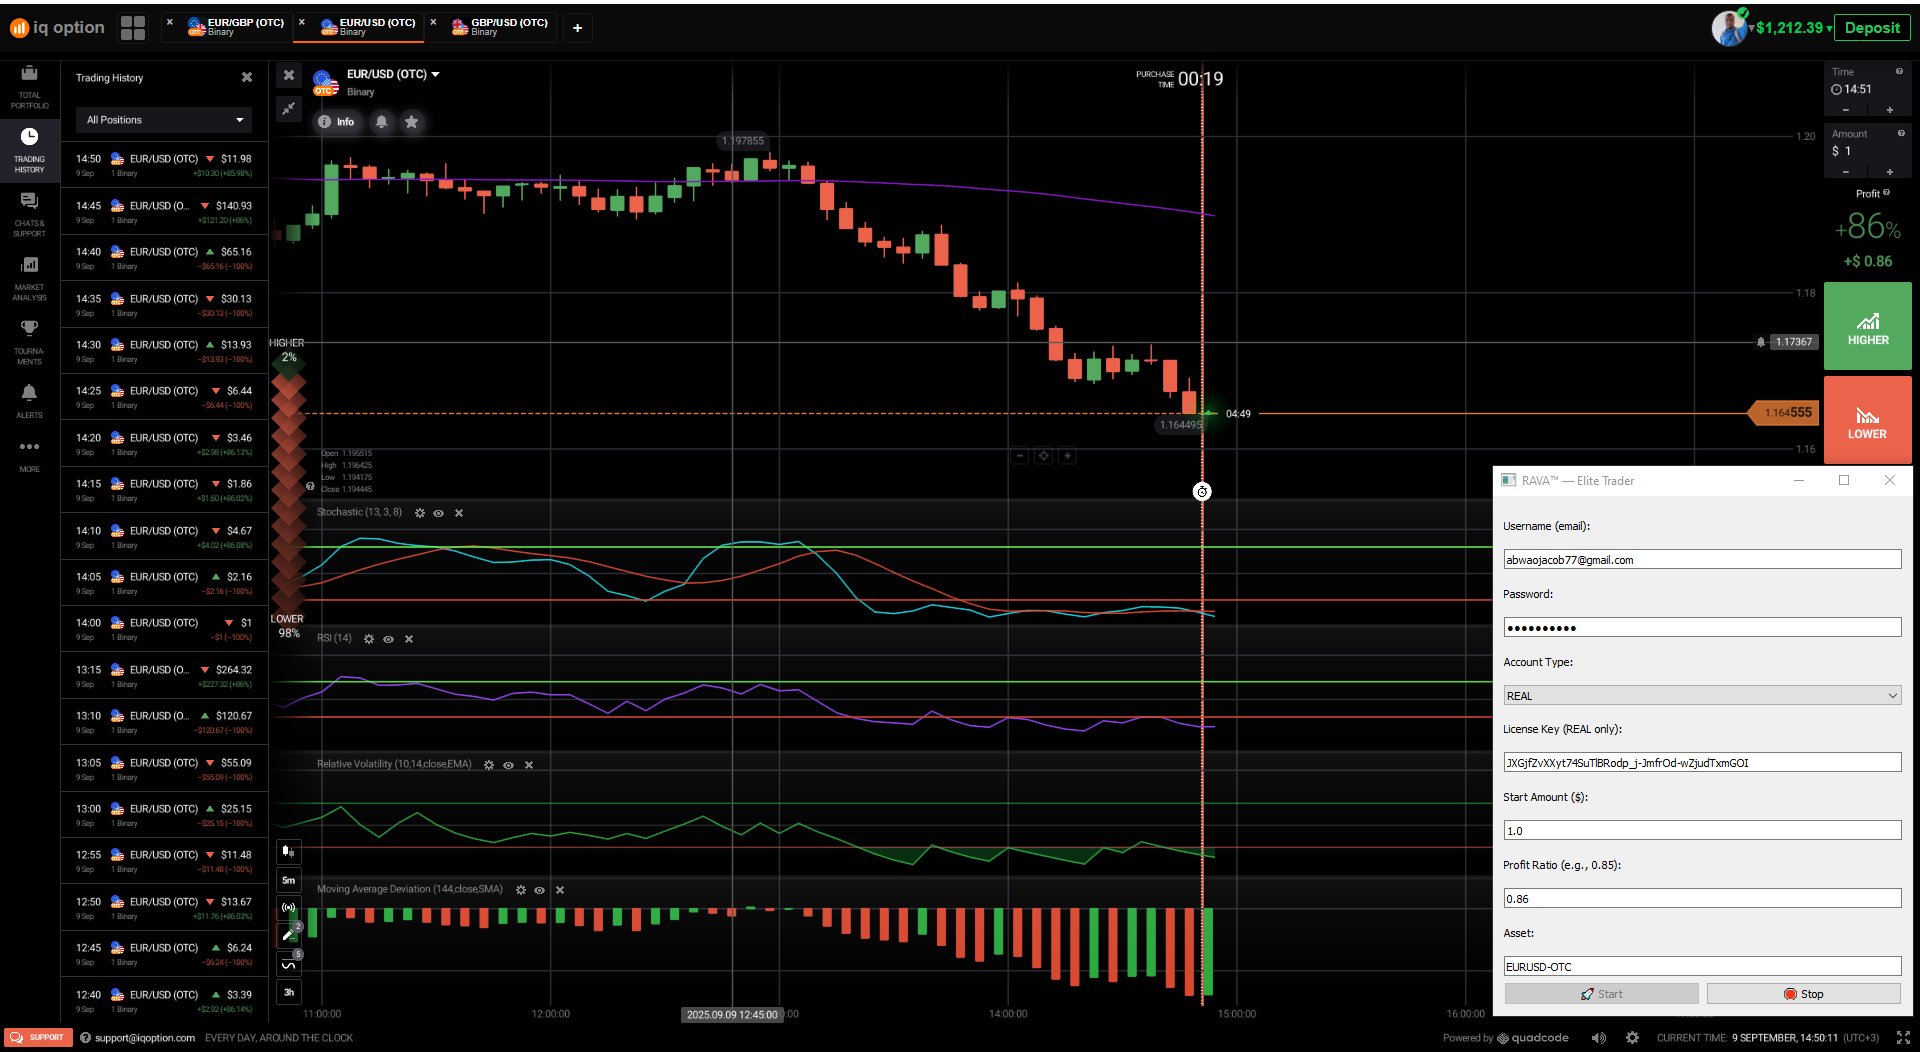 iq option
EUR/GBP (OTC)
Binary
EUR/USD (OTC)
Binary
GBP/USD (OTC)
Binary
$1,212.39
Deposit
TOTAL
PORTFOLIO
TRADING
HISTORY
CHATS &
SUPPORT
MARKET
ANALYSIS
TOURNA-
MENTS
ALERTS
MORE
Trading History
All Positions
14:50 EUR/USD (OTC) $11.98
9 Sep 1 Binary +$10.30 (+85.98%)
14:45 EUR/USD (O... $140.93
9 Sep 1 Binary +$121.20 (+86%)
14:40 EUR/USD (OTC) $65.16
9 Sep 1 Binary −$65.16 (−100%)
14:35 EUR/USD (OTC) $30.13
9 Sep 1 Binary −$30.13 (−100%)
14:30 EUR/USD (OTC) $13.93
9 Sep 1 Binary −$13.93 (−100%)
14:25 EUR/USD (OTC) $6.44
9 Sep 1 Binary −$6.44 (−100%)
14:20 EUR/USD (OTC) $3.46
9 Sep 1 Binary +$2.98 (+86.13%)
14:15 EUR/USD (OTC) $1.86
9 Sep 1 Binary +$1.60 (+86.02%)
14:10 EUR/USD (OTC) $4.67
9 Sep 1 Binary +$4.02 (+86.08%)
14:05 EUR/USD (OTC) $2.16
9 Sep 1 Binary −$2.16 (−100%)
14:00 EUR/USD (OTC) $1
9 Sep 1 Binary −$1 (−100%)
13:15 EUR/USD (O... $264.32
9 Sep 1 Binary +$227.32 (+86%)
13:10 EUR/USD (O... $120.67
9 Sep 1 Binary −$120.67 (−100%)
13:05 EUR/USD (OTC) $55.09
9 Sep 1 Binary −$55.09 (−100%)
13:00 EUR/USD (OTC) $25.15
9 Sep 1 Binary −$25.15 (−100%)
12:55 EUR/USD (OTC) $11.48
9 Sep 1 Binary −$11.48 (−100%)
12:50 EUR/USD (OTC) $13.67
9 Sep 1 Binary +$11.76 (+86.03%)
12:45 EUR/USD (OTC) $6.24
9 Sep 1 Binary −$6.24 (−100%)
12:40 EUR/USD (OTC) $3.39
9 Sep 1 Binary +$2.92 (+86.14%)
OTC
EUR/USD (OTC)
Binary
Info
PURCHASE
TIME 00:19
1.197855
1.20
1.18
1.17367
1.164555
1.16
04:49
1.164495
HIGHER
2%
LOWER
98%
Open 1.195515
High 1.196425
Low 1.194175
Close 1.194445
Stochastic (13, 3, 8)
RSI (14)
Relative Volatility (10,14,close,EMA)
Moving Average Deviation (144,close,SMA)
5m
2
5
3h
11:00:00
12:00:00
2025.09.09 12:45:00
14:00:00
15:00:00
16:00:00
Time
14:51
Amount
$ 1
Profit
+86%
+$ 0.86
HIGHER
LOWER
RAVA™ — Elite Trader
Username (email):
abwaojacob77@gmail.com
Password:
Account Type:
REAL
License Key (REAL only):
JXGjfZvXXyt74SuTlBRodp_j-JmfrOd-wZjudTxmGOI
Start Amount ($):
1.0
Profit Ratio (e.g., 0.85):
0.86
Asset:
EURUSD-OTC
Start
Stop
SUPPORT
support@iqoption.com
EVERY DAY, AROUND THE CLOCK
Powered by quadcode
CURRENT TIME: 9 SEPTEMBER, 14:50:11 (UTC+3)